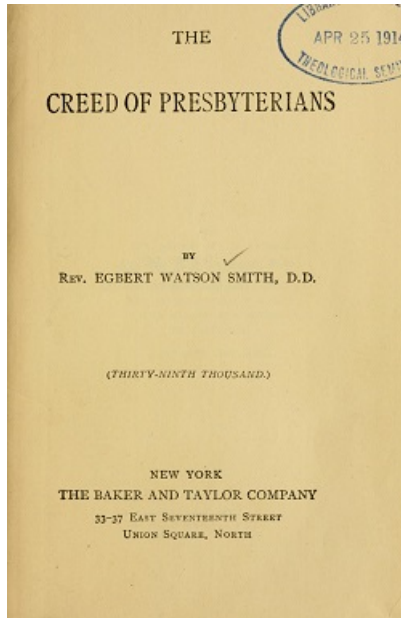 THE
APR 25 1914
THEOLOGICAL
CREED OF PRESBYTERIANS
BY
REV. EGBERT WATSON SMITH, D.D.
(THIRTY-NINTH THOUSAND.)
NEW YORK
THE BAKER AND TAYLOR COMPANY
33-37 EAST SEVENTEENTH STREET
UNION SQUARE, NORTH